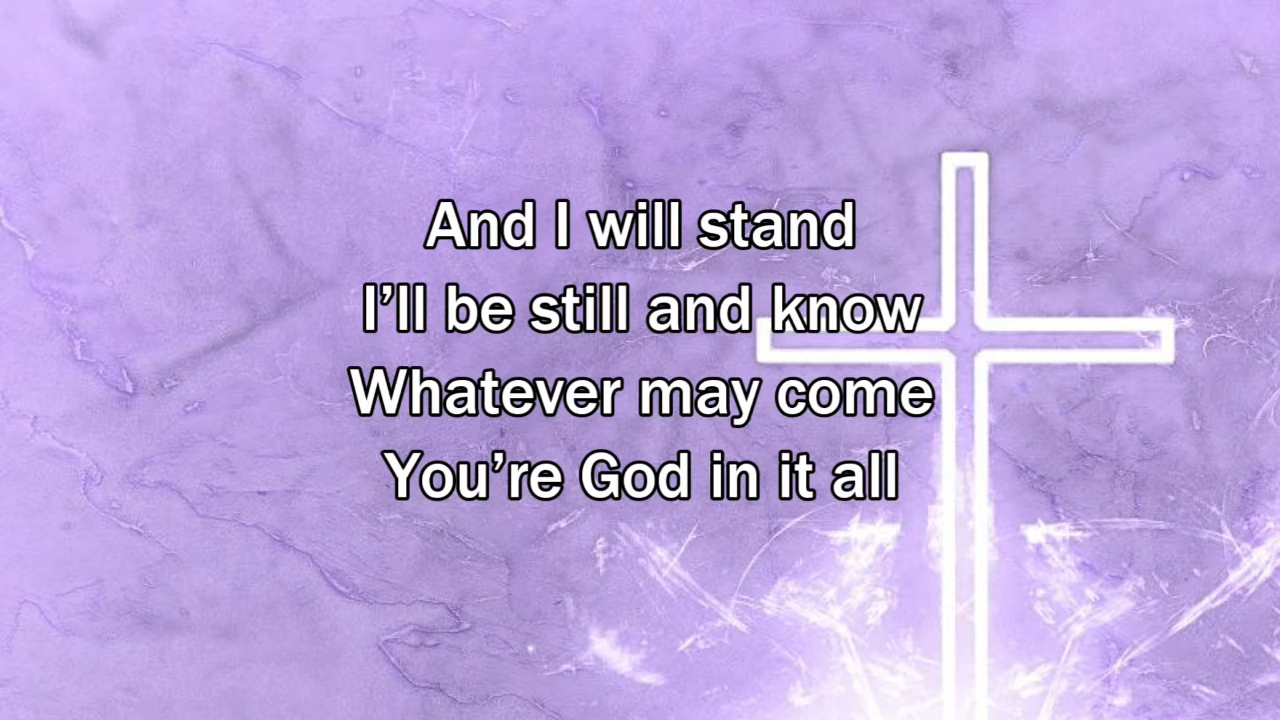 And I will stand
I’ll be still and know
Whatever may come
You’re God in it all